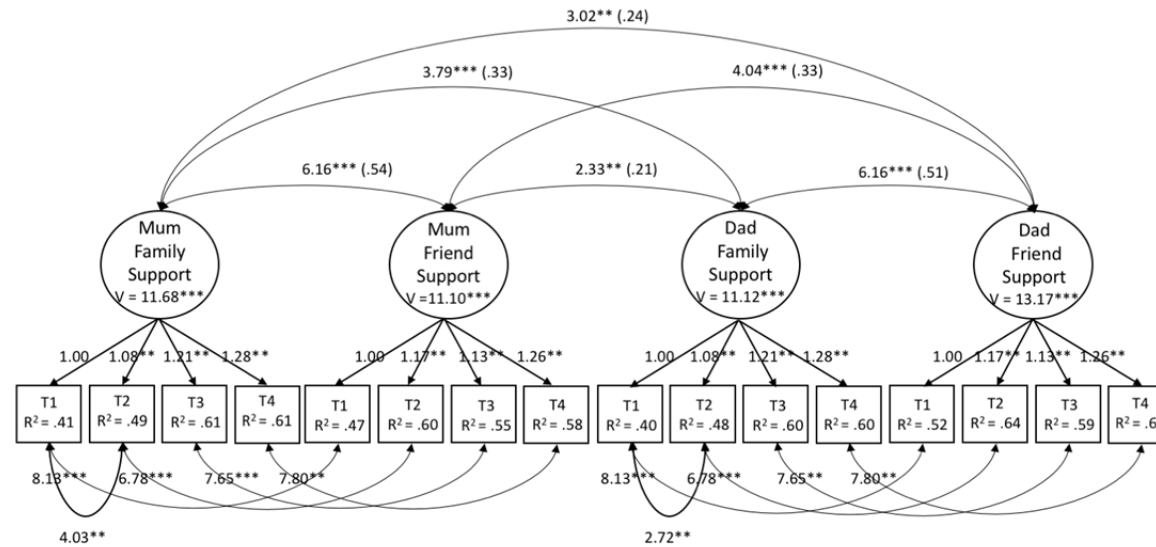 3.02** (.24)
3.79*** (.33)
4.04*** (.33)
6.16*** (.54)
2.33** (.21)
6.16*** (.51)
Mum
Family
Support
V = 11.68***
Mum
Friend
Support
V =11.10***
Dad
Family
Support
V = 11.12***
Dad
Friend
Support
V = 13.17***
1.00 1.08** 1.21** 1.28** 1.00 1.17** 1.13** 1.26** 1.00 1.08** 1.21** 1.28** 1.00 1.17** 1.13** 1.26**
T1
R² = .41
T2
R² = .49
T3
R² = .61
T4
R² = .61
T1
R² = .47
T2
R² = .60
T3
R² = .55
T4
R² = .58
T1
R² = .40
T2
R² = .48
T3
R² = .60
T4
R² = .60
T1
R² = .52
T2
R² = .64
T3
R² = .59
T4
R² = .6
8.13*** 6.78*** 7.65*** 7.80** 8.13*** 6.78*** 7.65** 7.80**
4.03** 2.72**